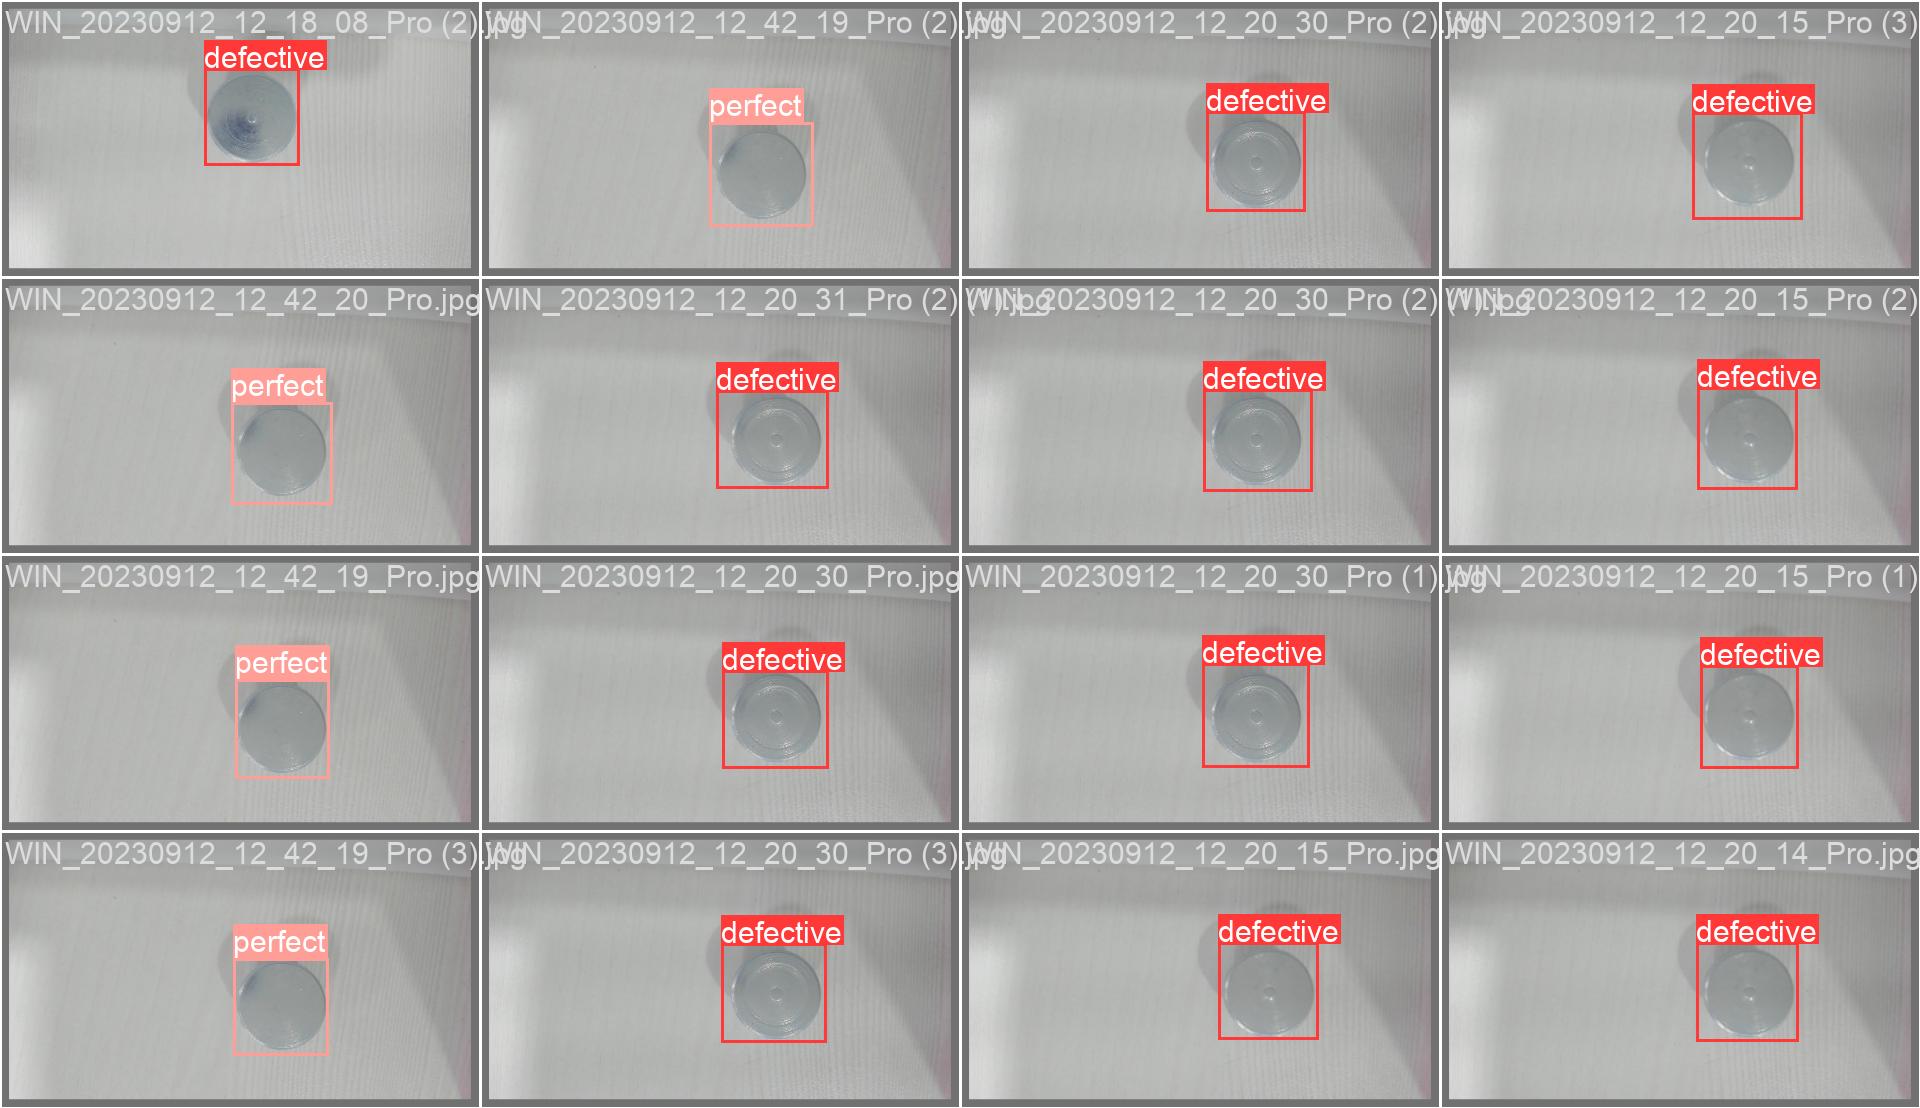 WIN_20230912_12_18_08_Pro (2).jpg
defective
WIN_20230912_12_42_19_Pro (2).jpg
perfect
WIN_20230912_12_20_30_Pro (2).jpg
defective
WIN_20230912_12_20_15_Pro (3)
defective
WIN_20230912_12_42_20_Pro.jpg
perfect
WIN_20230912_12_20_31_Pro (2) (1).jpg
defective
WIN_20230912_12_20_30_Pro (2) (1).jpg
defective
WIN_20230912_12_20_15_Pro (2)
defective
WIN_20230912_12_42_19_Pro.jpg
perfect
WIN_20230912_12_20_30_Pro.jpg
defective
WIN_20230912_12_20_30_Pro (1).jpg
defective
WIN_20230912_12_20_15_Pro (1)
defective
WIN_20230912_12_42_19_Pro (3).jpg
perfect
WIN_20230912_12_20_30_Pro (3).jpg
defective
WIN_20230912_12_20_15_Pro.jpg
defective
WIN_20230912_12_20_14_Pro.jpg
defective